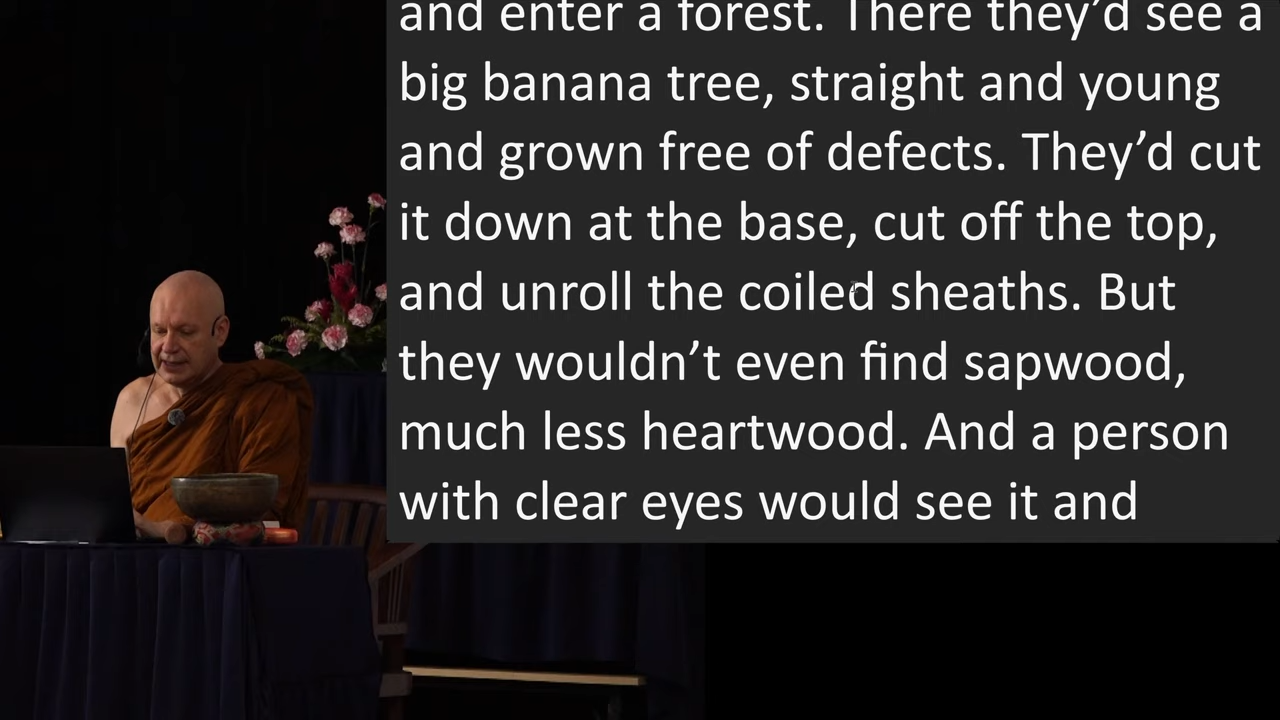 and enter a forest. There they’d see a
big banana tree, straight and young
and grown free of defects. They’d cut
it down at the base, cut off the top,
and unroll the coiled sheaths. But
they wouldn’t even find sapwood,
much less heartwood. And a person
with clear eyes would see it and